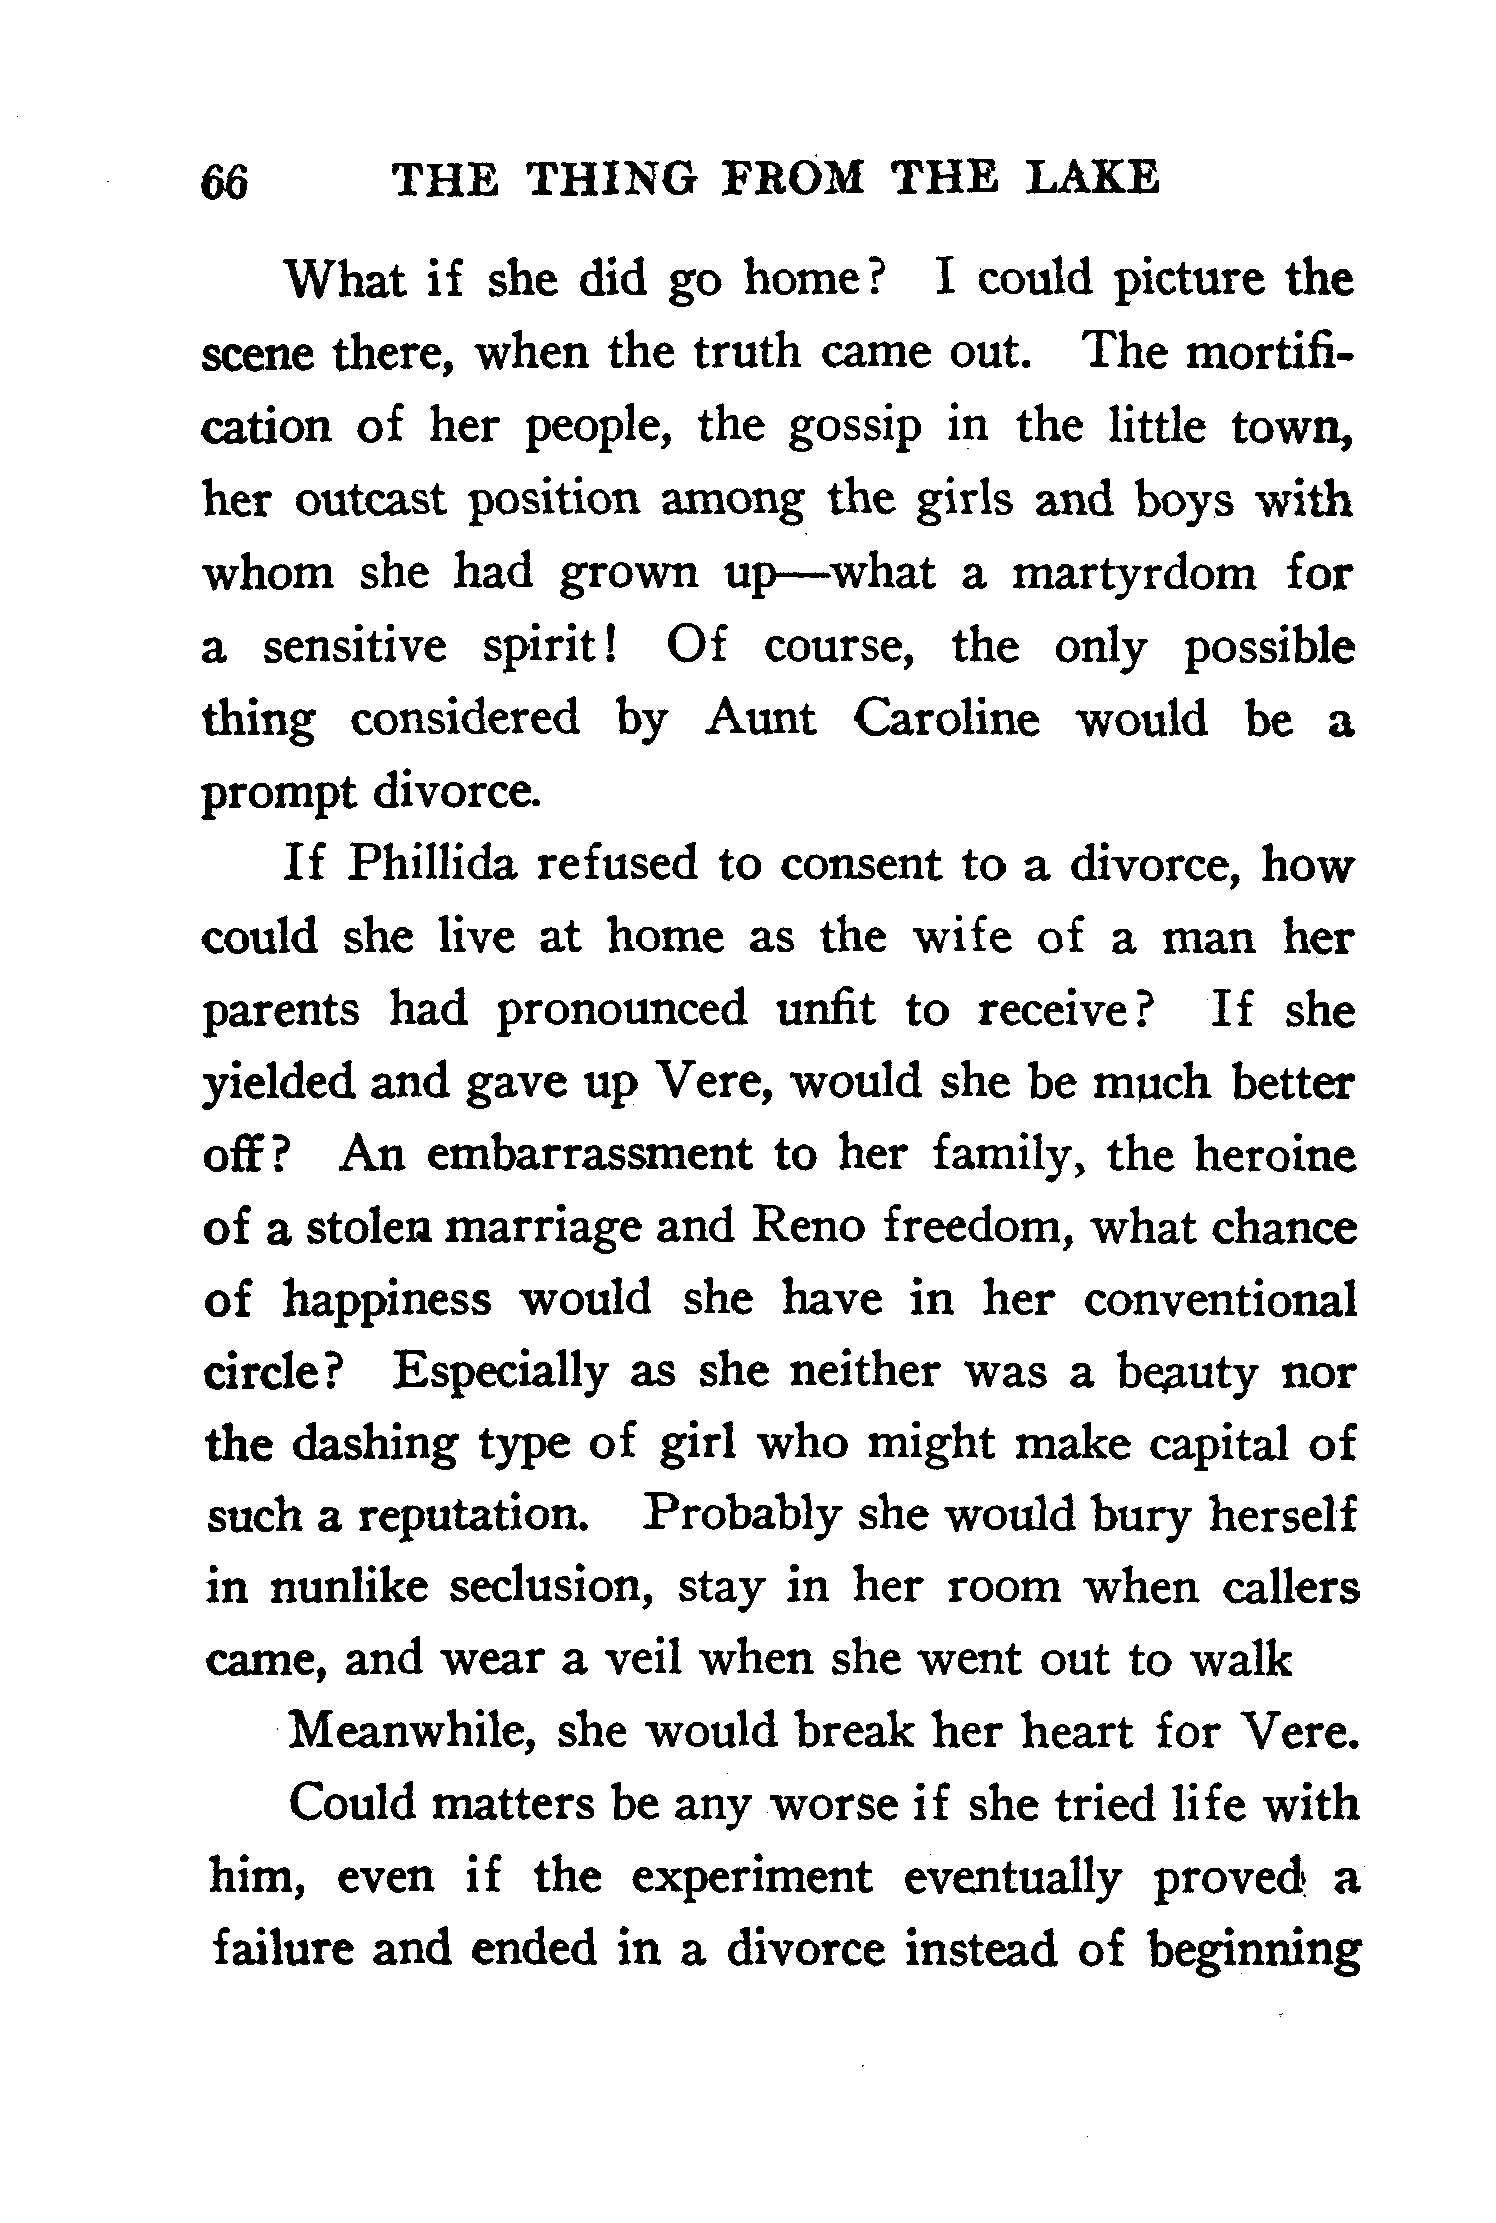 66 THE THING FROM THE LAKE
What if she did go home? I could picture the
scene there, when the truth came out. The mortifi-
cation of her people, the gossip in the little town,
her outcast position among the girls and boys with
whom she had grown up—what a martyrdom for
a sensitive spirit! Of course, the only possible
thing considered by Aunt Caroline would be a
prompt divorce.
If Phillida refused to consent to a divorce, how
could she live at home as the wife of a man her
parents had pronounced unfit to receive? If she
yielded and gave up Vere, would she be much better
off? An embarrassment to her family, the heroine
of a stolen marriage and Reno freedom, what chance
of happiness would she have in her conventional
circle? Especially as she neither was a beauty nor
the dashing type of girl who might make capital of
such a reputation. Probably she would bury herself
in nunlike seclusion, stay in her room when callers
came, and wear a veil when she went out to walk
Meanwhile, she would break her heart for Vere.
Could matters be any worse if she tried life with
him, even if the experiment eventually proved a
failure and ended in a divorce instead of beginning